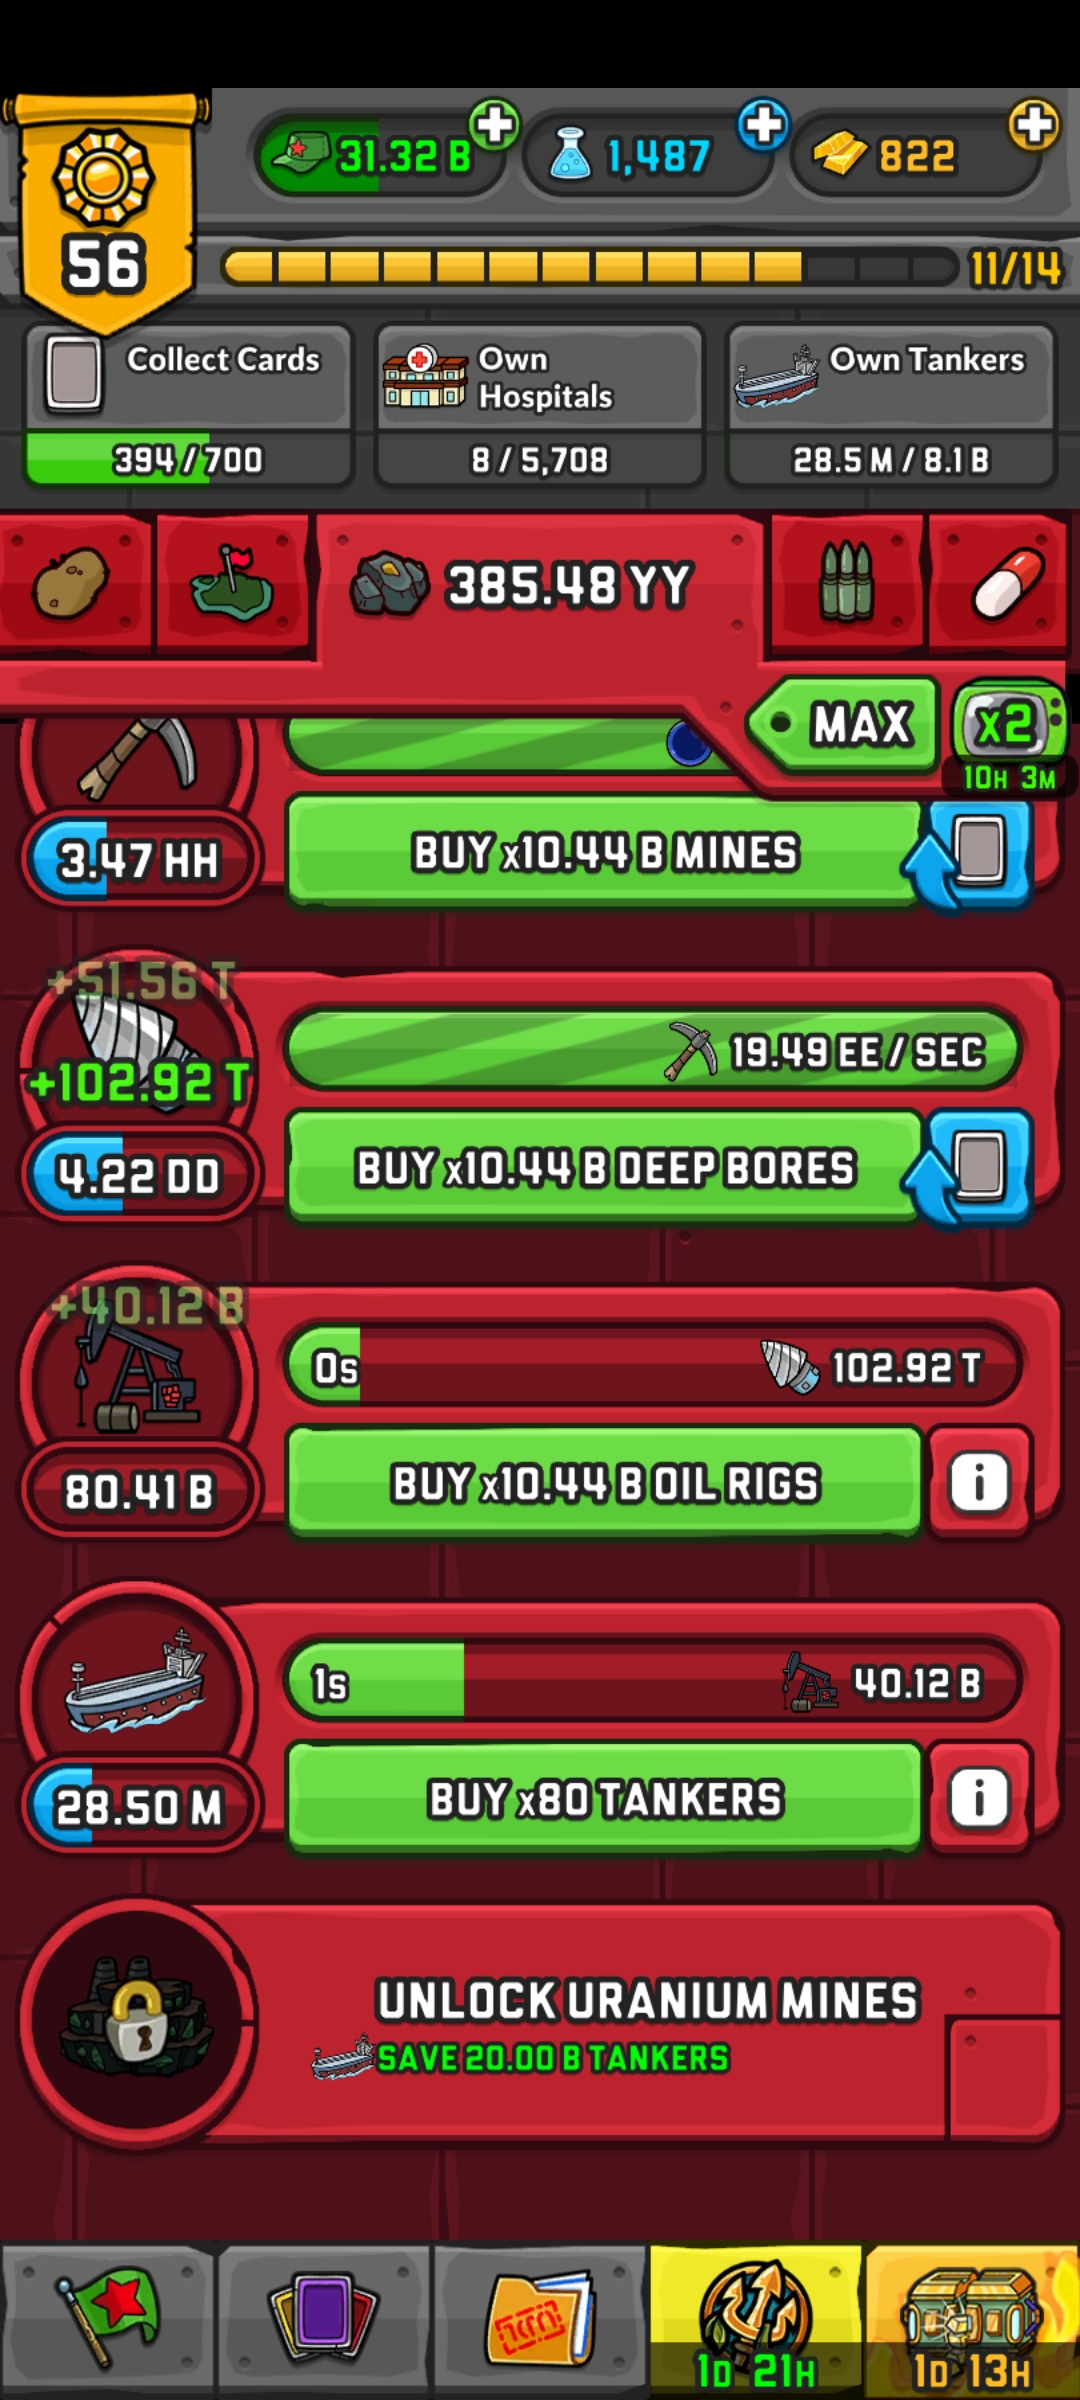 31.32 B
1,487
822
56
11/14
Collect Cards
394/700
Own
Hospitals
8/5,708
Own Tankers
28.5 M/8.1 B
385.48 YY
MAX
x2
10H 3M
3.47 HH
BUY x10.44 B MINES
+51.56 T
+102.92 T
19.49 EE/SEC
4.22 DD
BUY x10.44 B DEEP BORES
+40.12 B
0s
102.92 T
80.41 B
BUY x10.44 B OIL RIGS
i
1s
40.12 B
28.50 M
BUY x80 TANKERS
i
UNLOCK URANIUM MINES
SAVE 20.00 B TANKERS
1D 21H
1D 13H